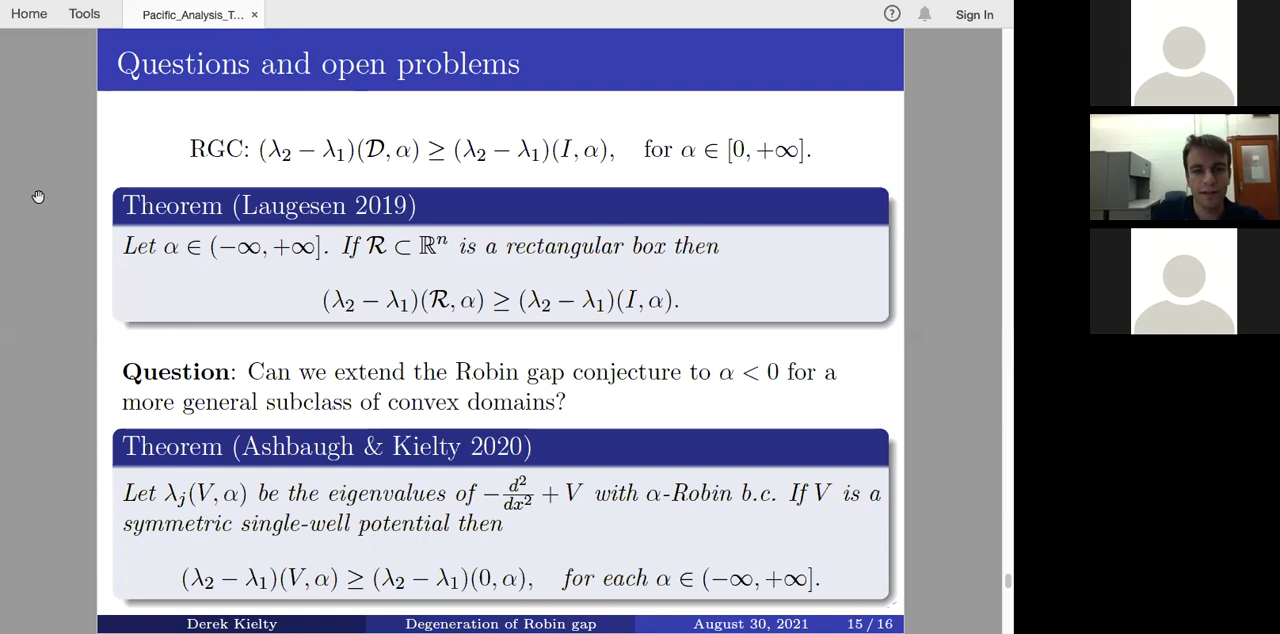 Home Tools Pacific_Analysis_T... × ? Sign In
Questions and open problems
RGC: (λ₂ − λ₁)(𝒟, α) ≥ (λ₂ − λ₁)(I, α), for α ∈ [0, +∞].
Theorem (Laugesen 2019)
Let α ∈ (−∞, +∞]. If ℛ ⊂ ℝⁿ is a rectangular box then
(λ₂ − λ₁)(ℛ, α) ≥ (λ₂ − λ₁)(I, α).
Question: Can we extend the Robin gap conjecture to α < 0 for a
more general subclass of convex domains?
Theorem (Ashbaugh & Kielty 2020)
Let λⱼ(V, α) be the eigenvalues of −d²/dx² + V with α-Robin b.c. If V is a
symmetric single-well potential then
(λ₂ − λ₁)(V, α) ≥ (λ₂ − λ₁)(0, α), for each α ∈ (−∞, +∞].
Derek Kielty Degeneration of Robin gap August 30, 2021 15 / 16